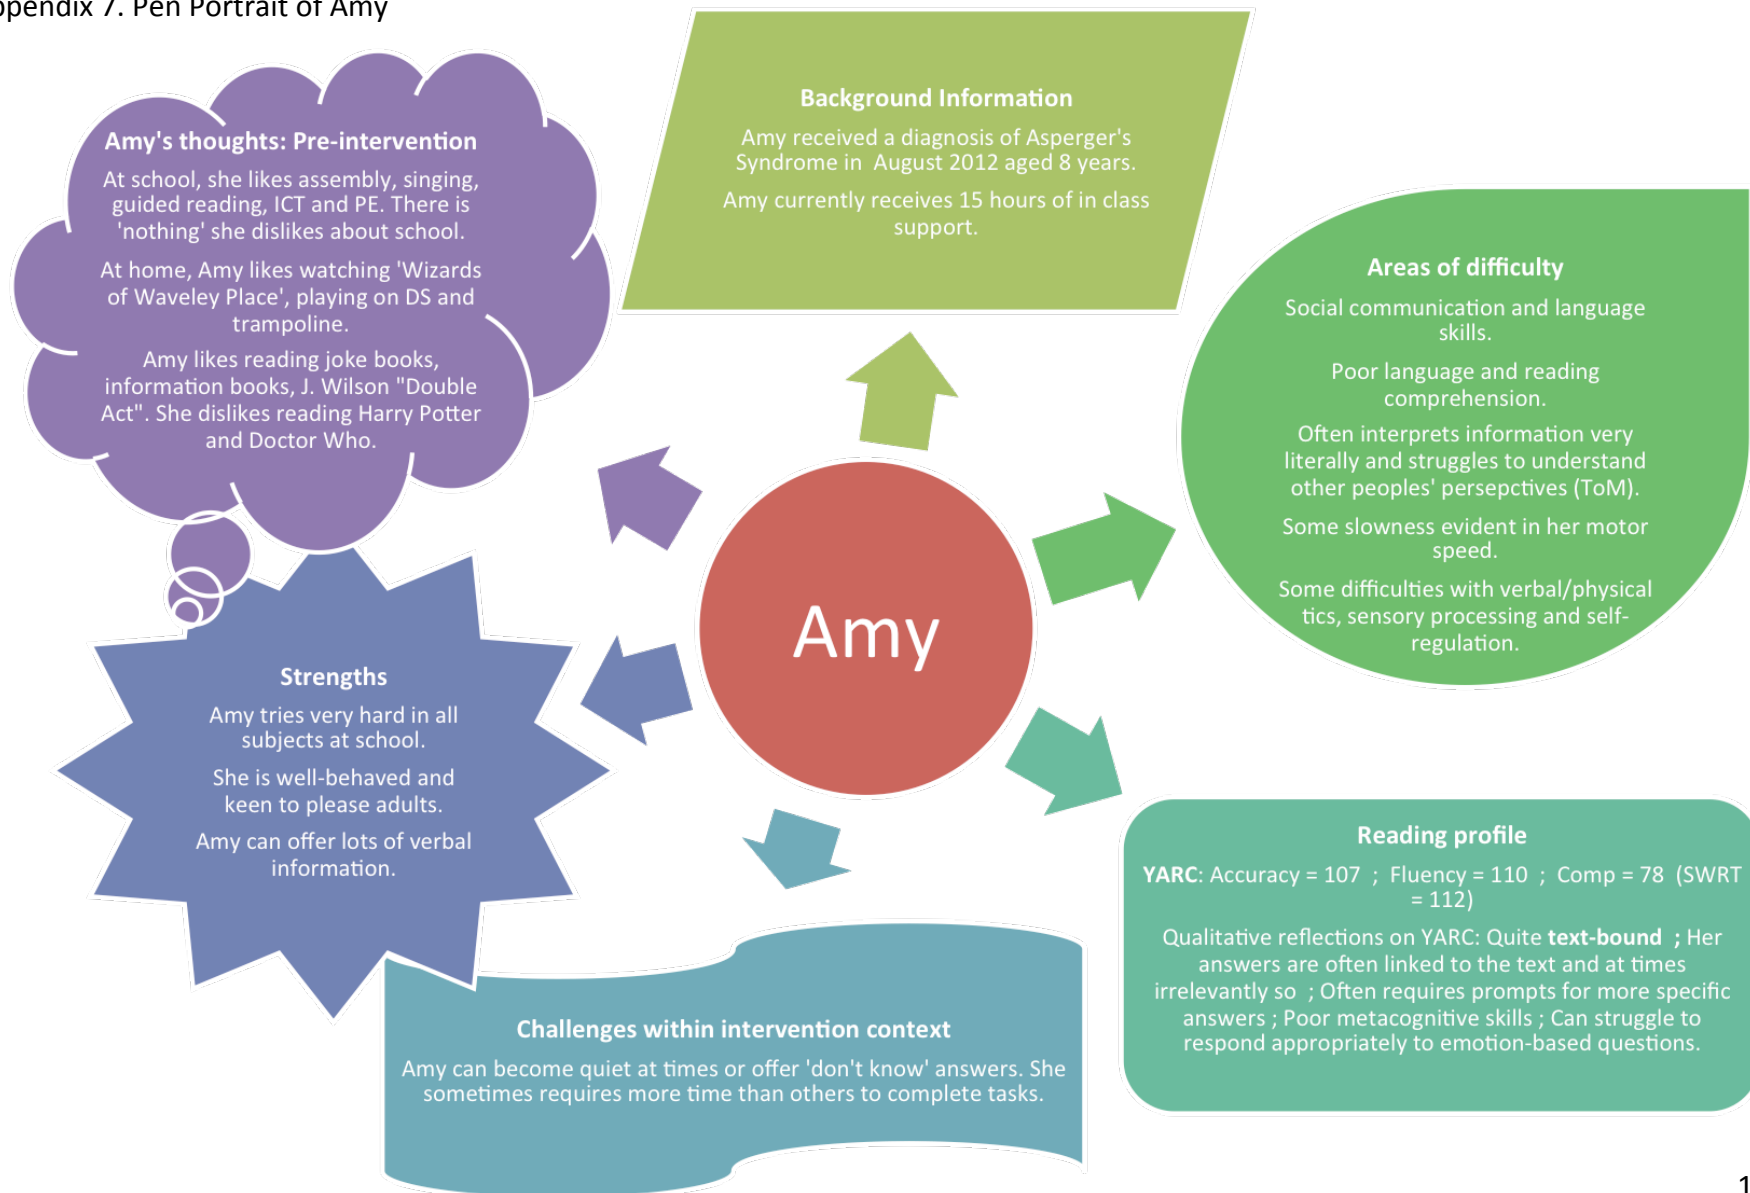 ppendix 7. Pen Portrait of Amy
Amy's thoughts: Pre-intervention
At school, she likes assembly, singing,
guided reading, ICT and PE. There is
'nothing' she dislikes about school.
At home, Amy likes watching 'Wizards
of Waveley Place', playing on DS and
trampoline.
Amy likes reading joke books,
information books, J. Wilson "Double
Act". She dislikes reading Harry Potter
and Doctor Who.
Background Information
Amy received a diagnosis of Asperger's
Syndrome in  August 2012 aged 8 years.
Amy currently receives 15 hours of in class
support.
Areas of difficulty
Social communication and language
skills.
Poor language and reading
comprehension.
Often interprets information very
literally and struggles to understand
other peoples' persepctives (ToM).
Some slowness evident in her motor
speed.
Some difficulties with verbal/physical
tics, sensory processing and self-
regulation.
Amy
Strengths
Amy tries very hard in all
subjects at school.
She is well-behaved and
keen to please adults.
Amy can offer lots of verbal
information.
Reading profile
YARC: Accuracy = 107  ;  Fluency = 110  ;  Comp = 78  (SWRT
= 112)
Qualitative reflections on YARC: Quite text-bound  ; Her
answers are often linked to the text and at times
irrelevantly so  ; Often requires prompts for more specific
answers ; Poor metacognitive skills ; Can struggle to
respond appropriately to emotion-based questions.
Challenges within intervention context
Amy can become quiet at times or offer 'don't know' answers. She
sometimes requires more time than others to complete tasks.
1